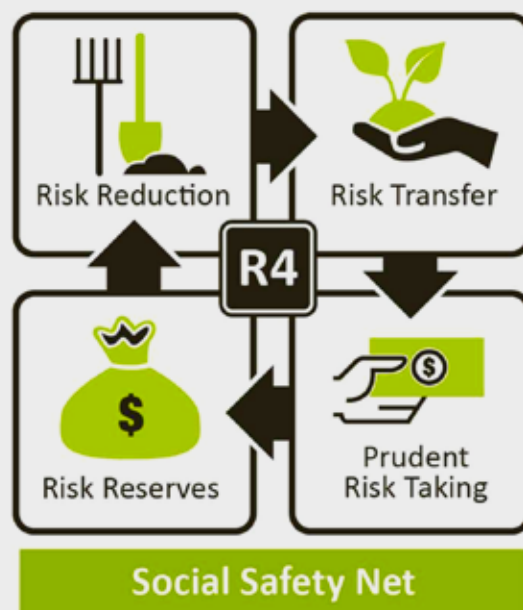 Risk Reduction
Risk Transfer
R4
$
Risk Reserves
$
Prudent
Risk Taking
Social Safety Net